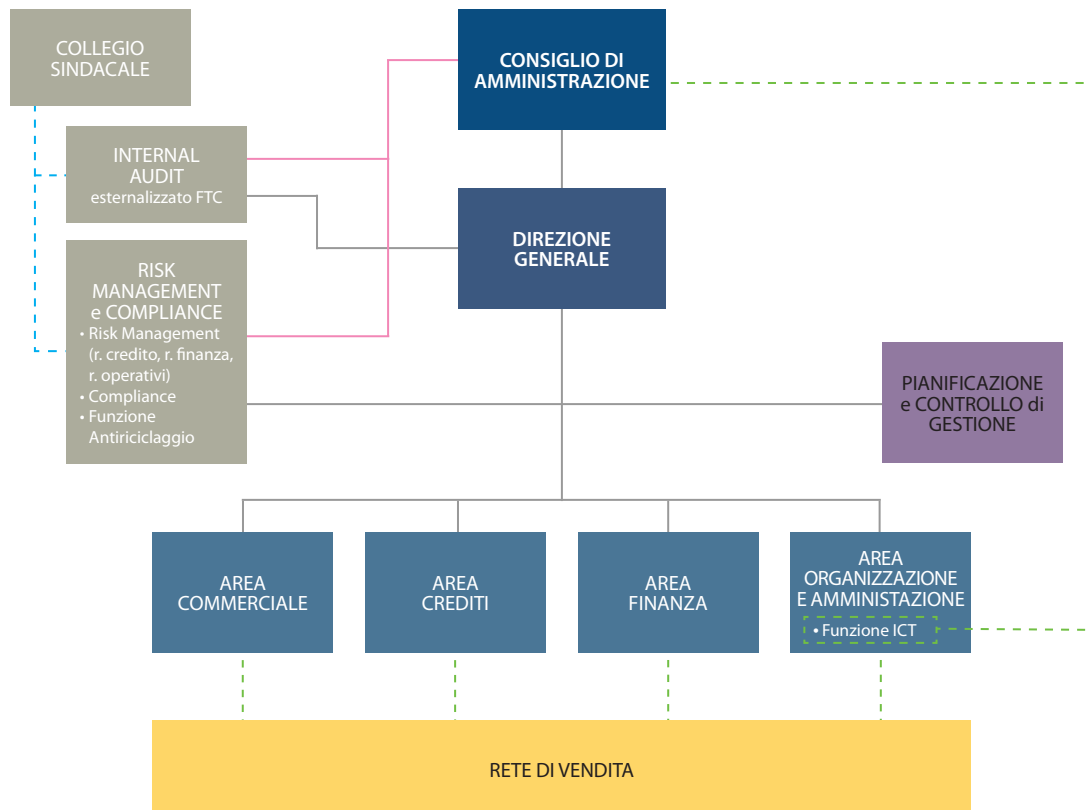 COLLEGIO
SINDACALE
CONSIGLIO DI
AMMINISTRAZIONE
INTERNAL
AUDIT
esternalizzato FTC
DIREZIONE
GENERALE
RISK
MANAGEMENT
e COMPLIANCE
• Risk Management
(r. credito, r. finanza,
r. operativi)
• Compliance
• Funzione
Antiriciclaggio
PIANIFICAZIONE
e CONTROLLO di
GESTIONE
AREA
COMMERCIALE
AREA
CREDITI
AREA
FINANZA
AREA
ORGANIZZAZIONE
E AMMINISTAZIONE
• Funzione ICT
RETE DI VENDITA